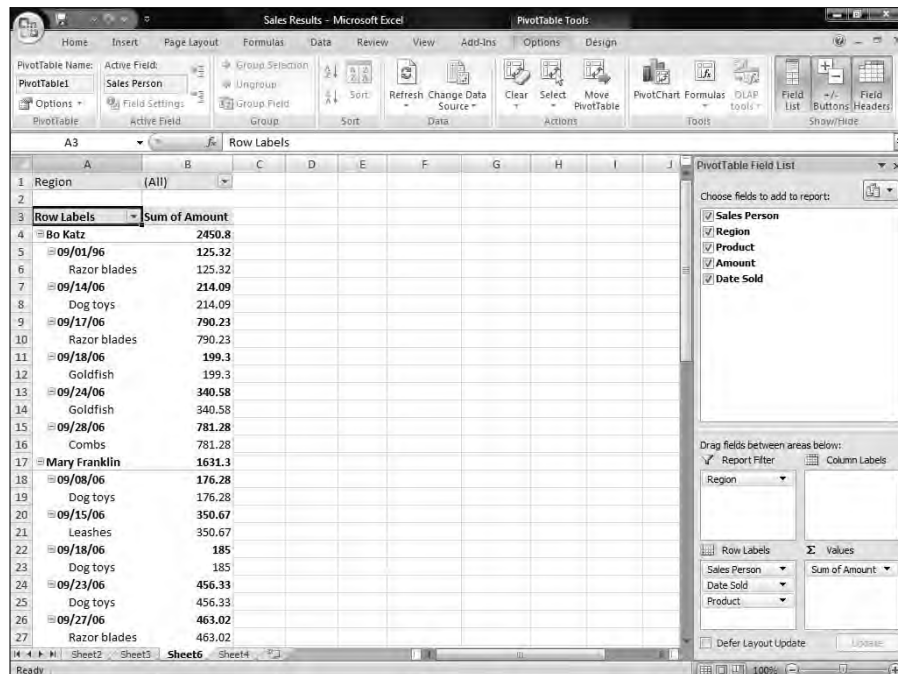 Sales Results - Microsoft Excel PivotTable Tools
Home Insert Page Layout Formulas Data Review View Add-Ins Options Design
PivotTable Name: Active Field: Group Selection
PivotTable1 Sales Person Ungroup Sort Refresh Change Data Source Clear Select Move PivotTable PivotChart Formulas OLAP tools Field List +/- Buttons Field Headers
Options Field Settings Group Field
PivotTable Active Field Group Sort Data Actions Tools Show/Hide
A3 fx Row Labels
A B C D E F G H I J
1 Region (All)
2
3 Row Labels Sum of Amount
4 Bo Katz 2450.8
5 09/01/96 125.32
6 Razor blades 125.32
7 09/14/06 214.09
8 Dog toys 214.09
9 09/17/06 790.23
10 Razor blades 790.23
11 09/18/06 199.3
12 Goldfish 199.3
13 09/24/06 340.58
14 Goldfish 340.58
15 09/28/06 781.28
16 Combs 781.28
17 Mary Franklin 1631.3
18 09/08/06 176.28
19 Dog toys 176.28
20 09/15/06 350.67
21 Leashes 350.67
22 09/18/06 185
23 Dog toys 185
24 09/23/06 456.33
25 Dog toys 456.33
26 09/27/06 463.02
27 Razor blades 463.02
PivotTable Field List
Choose fields to add to report:
Sales Person
Region
Product
Amount
Date Sold
Drag fields between areas below:
Report Filter Column Labels
Region
Row Labels Σ Values
Sales Person Sum of Amount
Date Sold
Product
Defer Layout Update Update
Sheet2 Sheet3 Sheet6 Sheet4
Ready 100%